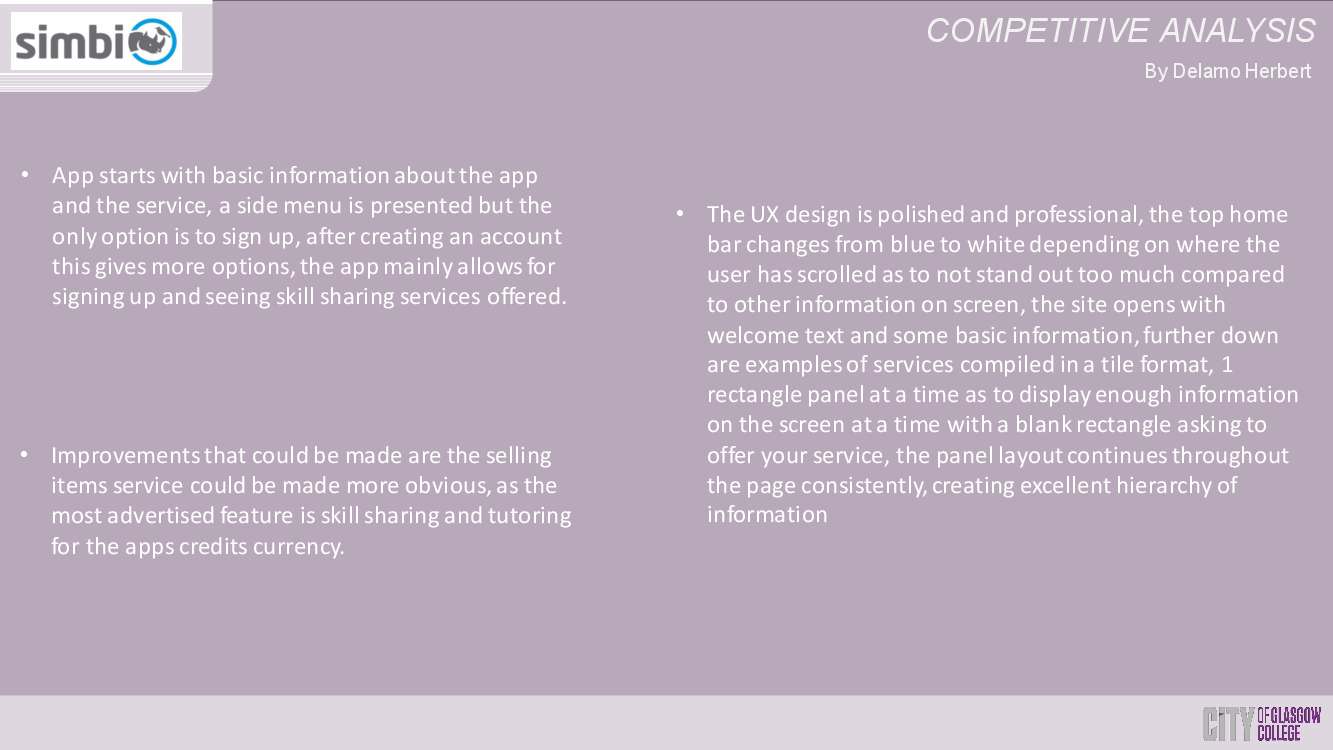 simbi
COMPETITIVE ANALYSIS
By Delarno Herbert
• App starts with basic information about the app
and the service, a side menu is presented but the
only option is to sign up, after creating an account
this gives more options, the app mainly allows for
signing up and seeing skill sharing services offered.
• Improvements that could be made are the selling
items service could be made more obvious, as the
most advertised feature is skill sharing and tutoring
for the apps credits currency.
• The UX design is polished and professional, the top home
bar changes from blue to white depending on where the
user has scrolled as to not stand out too much compared
to other information on screen, the site opens with
welcome text and some basic information, further down
are examples of services compiled in a tile format, 1
rectangle panel at a time as to display enough information
on the screen at a time with a blank rectangle asking to
offer your service, the panel layout continues throughout
the page consistently, creating excellent hierarchy of
information
CITY OF GLASGOW
COLLEGE